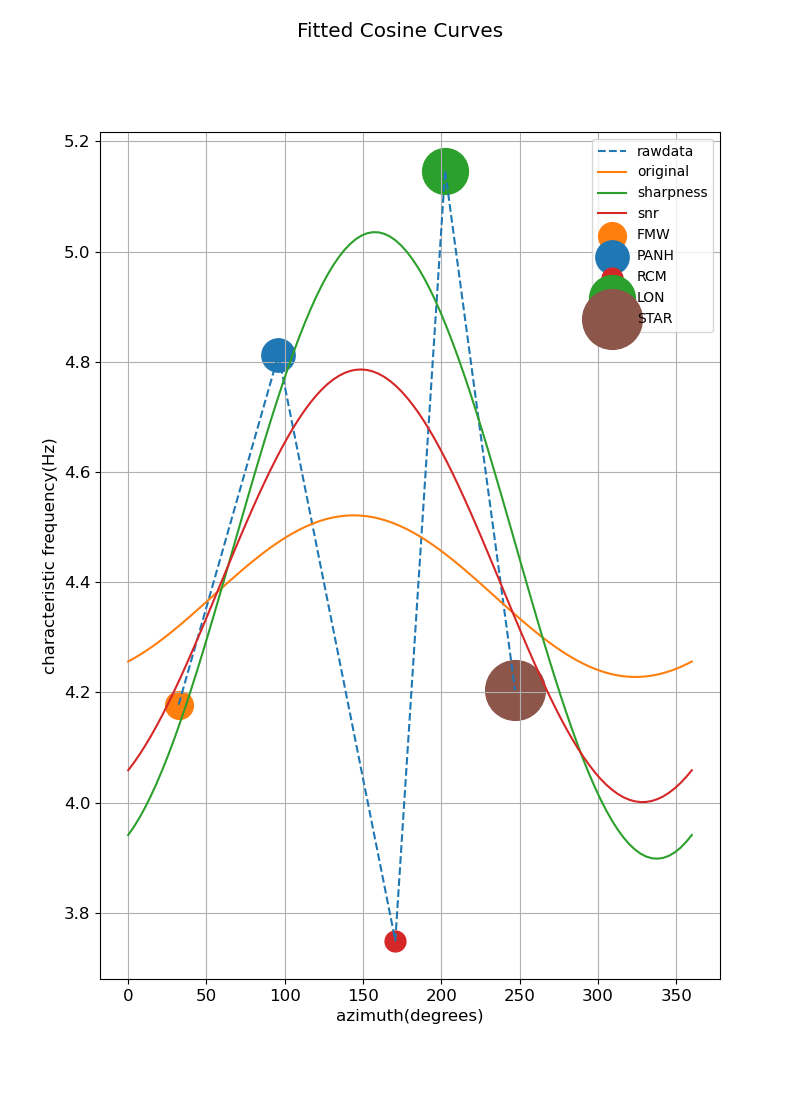 Fitted Cosine Curves
5.2
5.0
4.8
4.6
4.4
4.2
4.0
3.8
characteristic frequency(Hz)
rawdata
original
sharpness
snr
FMW
PANH
RCM
LON
STAR
0 50 100 150 200 250 300 350
azimuth(degrees)